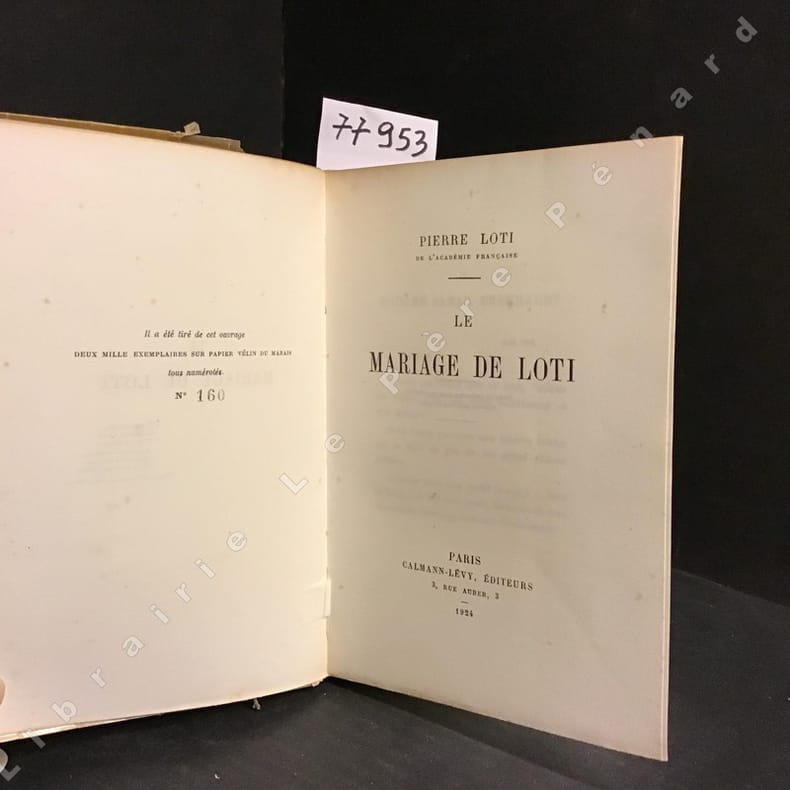 77953
Il a été tiré de cet ouvrage
DEUX MILLE EXEMPLAIRES SUR PAPIER VÉLIN DU MARAIS
tous numérotés.
N° 160
PIERRE LOTI
DE L'ACADÉMIE FRANÇAISE
LE
MARIAGE DE LOTI
PARIS
CALMANN-LÉVY, ÉDITEURS
3, RUE AUBER, 3
1924
Librairie Le Père Pénard